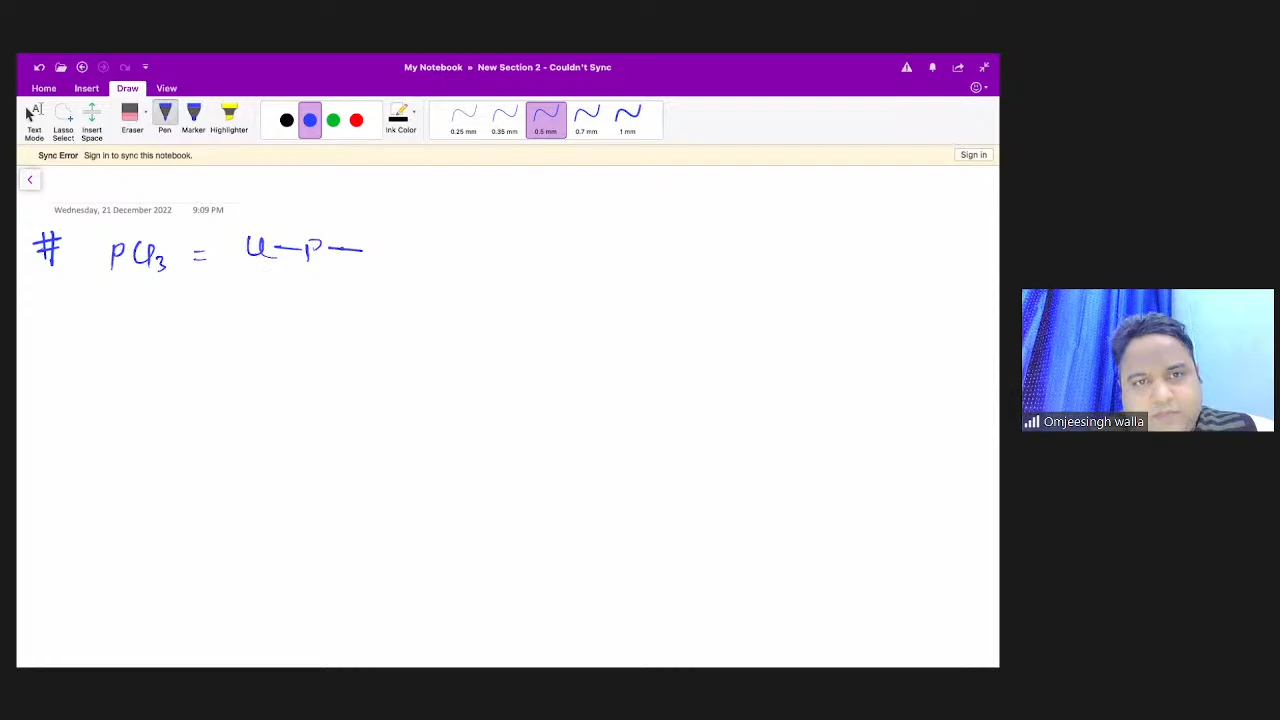 My Notebook » New Section 2 - Couldn't Sync
Home Insert Draw View
Text Mode Lasso Select Insert Space Eraser Pen Marker Highlighter Ink Color 0.25 mm 0.35 mm 0.5 mm 0.7 mm 1 mm
Sync Error Sign in to sync this notebook. Sign in
Wednesday, 21 December 2022 9:09 PM
# PCl3 = Cl—P—
Omjeesingh walla